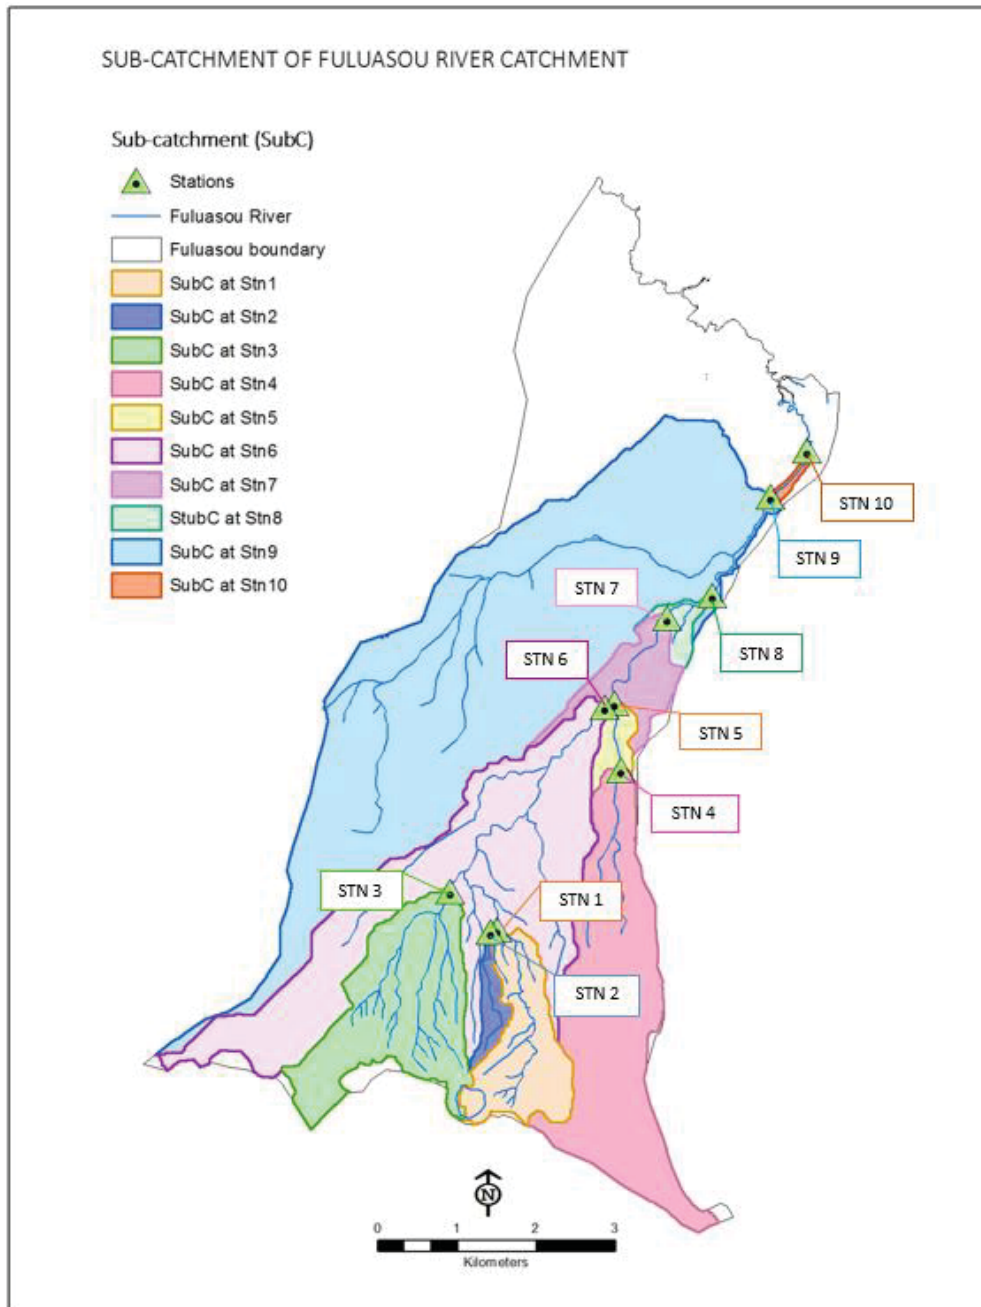 SUB-CATCHMENT OF FULUASOU RIVER CATCHMENT
Sub-catchment (SubC)
Stations
Fuluasou River
Fuluasou boundary
SubC at Stn1
SubC at Stn2
SubC at Stn3
SubC at Stn4
SubC at Stn5
SubC at Stn6
SubC at Stn7
StubC at Stn8
SubC at Stn9
SubC at Stn10
STN 10
STN 9
STN 7
STN 8
STN 6
STN 5
STN 4
STN 3
STN 1
STN 2
N
0 1 2 3
Kilometers